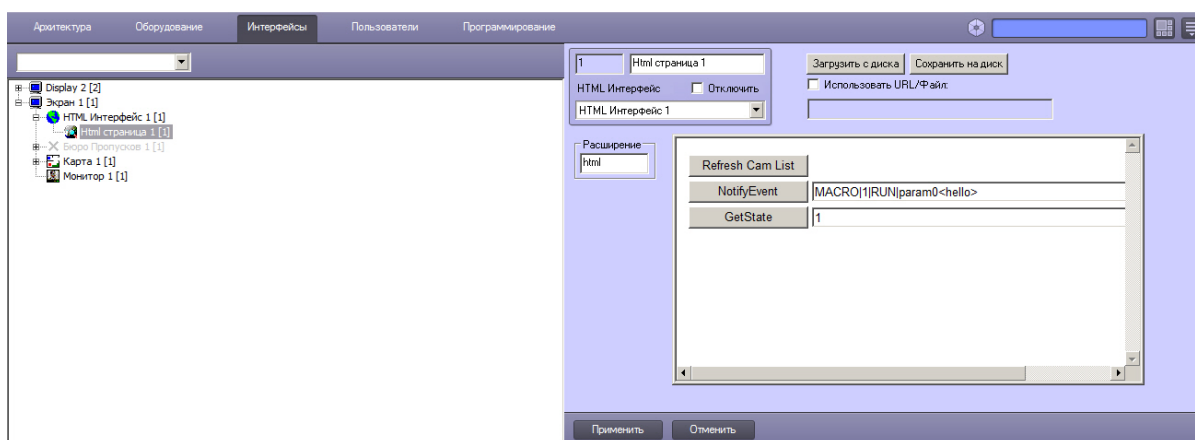 Архитектура Оборудование Интерфейсы Пользователи Программирование
Display 2 [2]
Экран 1 [1]
HTML Интерфейс 1 [1]
Html страница 1 [1]
Бюро Пропусков 1 [1]
Карта 1 [1]
Монитор 1 [1]
1 Html страница 1
HTML Интерфейс Отключить
HTML Интерфейс 1
Загрузить с диска Сохранить на диск
Использовать URL/Файл:
Расширение
html
Refresh Cam List
NotifyEvent MACRO|1|RUN|param0<hello>
GetState 1
Применить Отменить